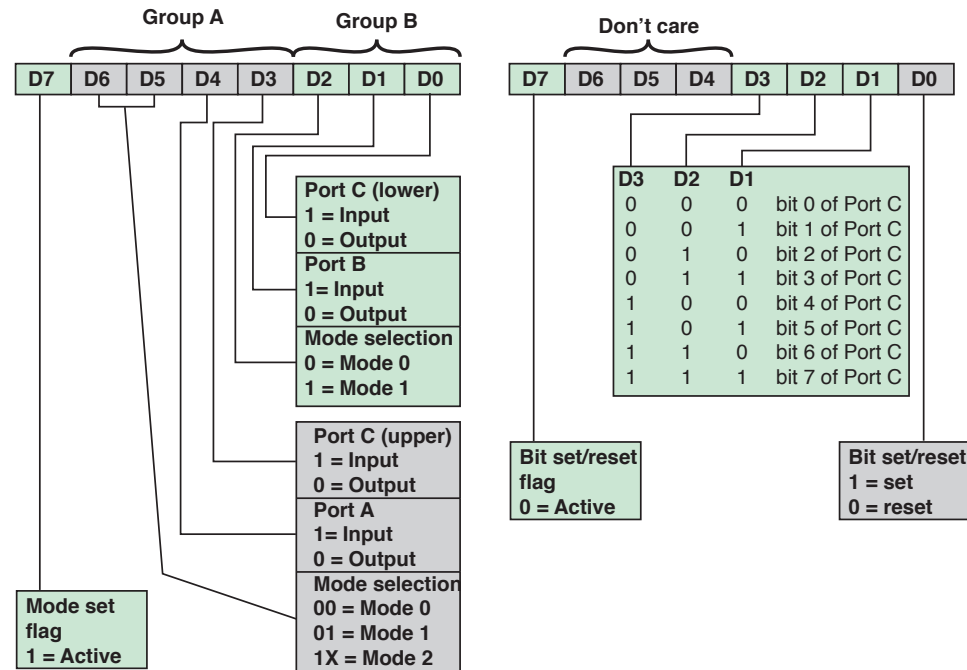 Group A
Group B
D7 D6 D5 D4 D3 D2 D1 D0
Port C (lower)
1 = Input
0 = Output
Port B
1= Input
0 = Output
Mode selection
0 = Mode 0
1 = Mode 1
Port C (upper)
1 = Input
0 = Output
Port A
1= Input
0 = Output
Mode selection
00 = Mode 0
01 = Mode 1
1X = Mode 2
Mode set
flag
1 = Active
Don't care
D7 D6 D5 D4 D3 D2 D1 D0
D3 D2 D1
0 0 0 bit 0 of Port C
0 0 1 bit 1 of Port C
0 1 0 bit 2 of Port C
0 1 1 bit 3 of Port C
1 0 0 bit 4 of Port C
1 0 1 bit 5 of Port C
1 1 0 bit 6 of Port C
1 1 1 bit 7 of Port C
Bit set/reset
flag
0 = Active
Bit set/reset
1 = set
0 = reset